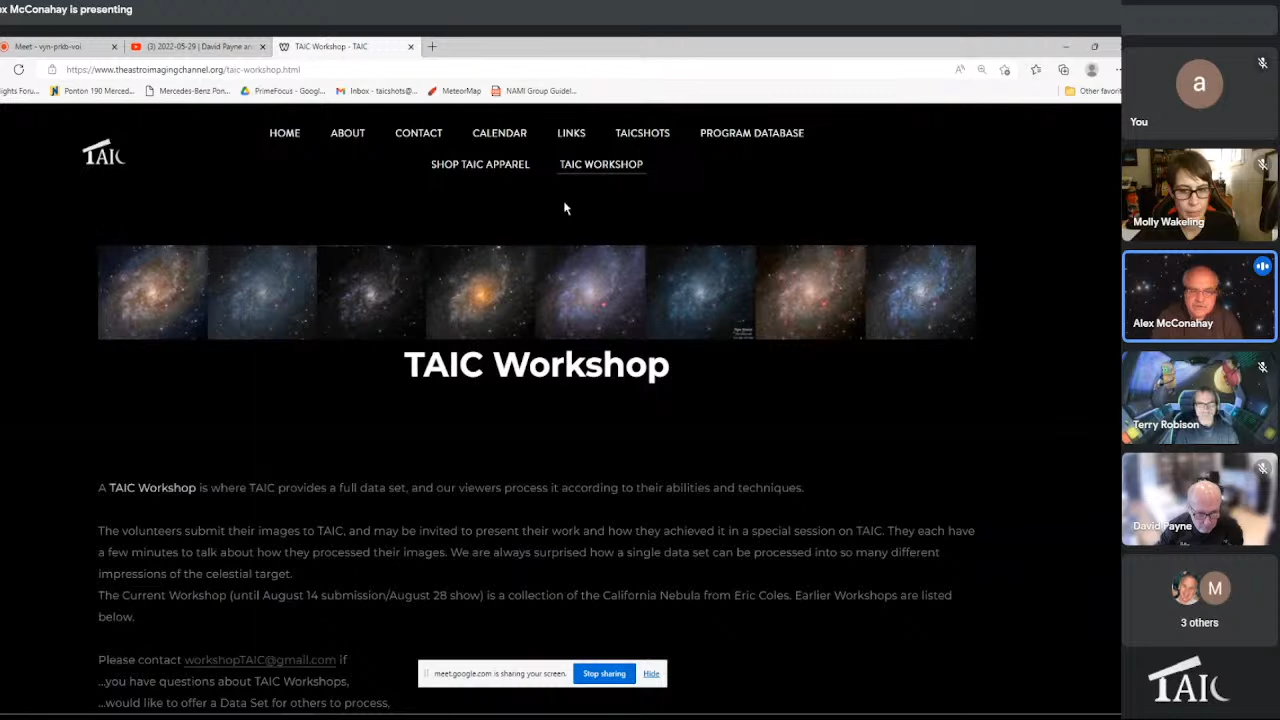 ex McConahay is presenting
Meet - vyn-prkb-voi
(3) 2022-05-29 | David Payne an
TAIC Workshop - TAIC
https://www.theastroimagingchannel.org/taic-workshop.html
ights Foru...
Ponton 190 Merced...
Mercedes-Benz Pon...
PrimeFocus - Googl...
Inbox - taicshots@...
MeteorMap
NAMI Group Guidel...
Other favorit
TAIC
HOME
ABOUT
CONTACT
CALENDAR
LINKS
TAICSHOTS
PROGRAM DATABASE
SHOP TAIC APPAREL
TAIC WORKSHOP
TAIC Workshop
A TAIC Workshop is where TAIC provides a full data set, and our viewers process it according to their abilities and techniques.
The volunteers submit their images to TAIC, and may be invited to present their work and how they achieved it in a special session on TAIC. They each have
a few minutes to talk about how they processed their images. We are always surprised how a single data set can be processed into so many different
impressions of the celestial target.
The Current Workshop (until August 14 submission/August 28 show) is a collection of the California Nebula from Eric Coles. Earlier Workshops are listed
below.
Please contact workshopTAIC@gmail.com if
...you have questions about TAIC Workshops,
...would like to offer a Data Set for others to process,
meet.google.com is sharing your screen.
Stop sharing
Hide
a
You
Molly Wakeling
Alex McConahay
Terry Robison
David Payne
M
3 others
TAIC